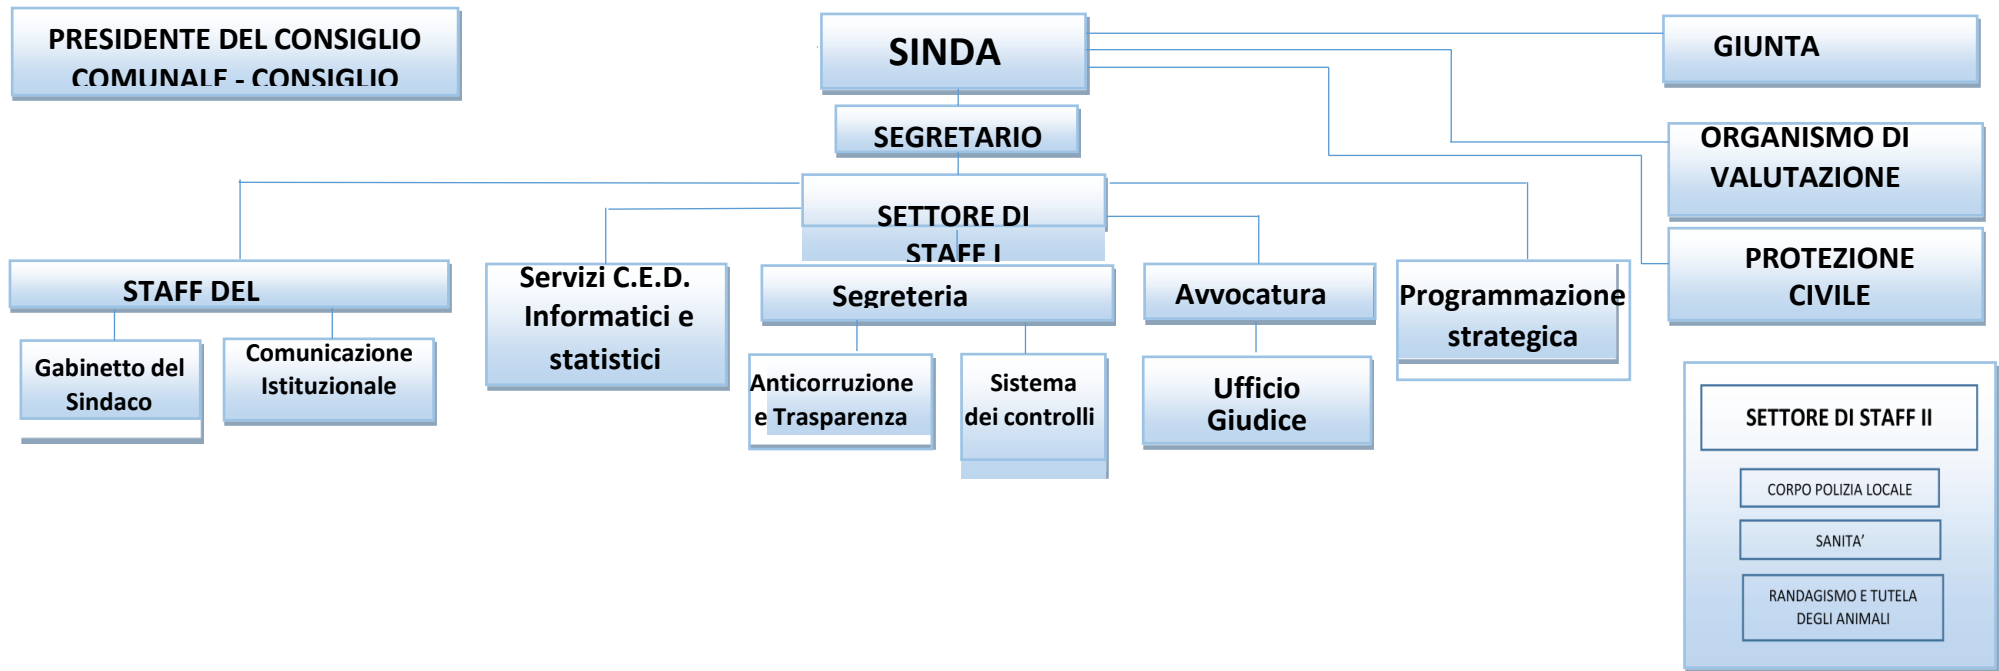 PRESIDENTE DEL CONSIGLIO
COMUNALE - CONSIGLIO
SINDA
GIUNTA
SEGRETARIO
ORGANISMO DI
VALUTAZIONE
SETTORE DI
STAFF I
PROTEZIONE
CIVILE
STAFF DEL
Servizi C.E.D.
Informatici e
statistici
Segreteria
Avvocatura
Programmazione
strategica
Gabinetto del
Sindaco
Comunicazione
Istituzionale
Anticorruzione
e Trasparenza
Sistema
dei controlli
Ufficio
Giudice
SETTORE DI STAFF II
CORPO POLIZIA LOCALE
SANITA’
RANDAGISMO E TUTELA
DEGLI ANIMALI